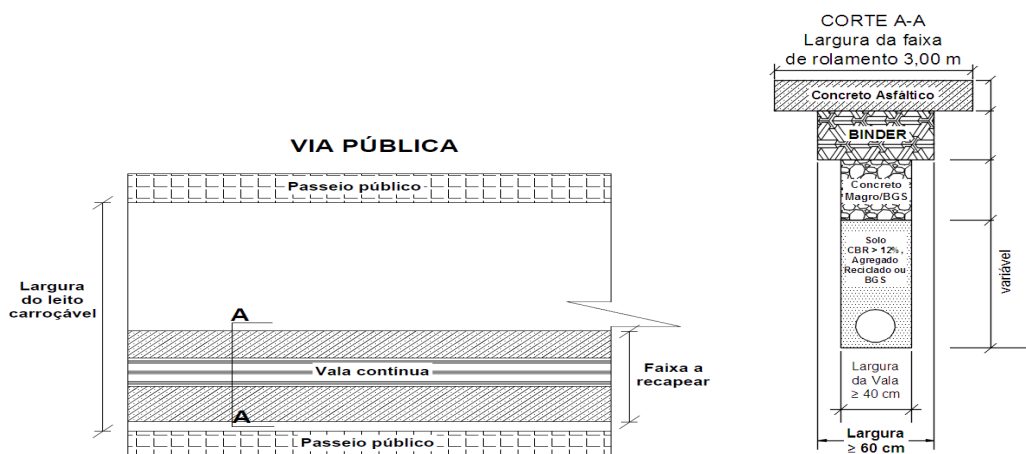 VIA PÚBLICA
Passeio público
Largura
do leito
carroçável
A
Vala contínua
A
Faixa a
recapear
Passeio público
CORTE A-A
Largura da faixa
de rolamento 3,00 m
Concreto Asfáltico
BINDER
Concreto
Magro/BGS
Solo
CBR > 12%,
Agregado
Reciclado ou
BGS
variável
Largura
da Vala
≥ 40 cm
Largura
≥ 60 cm